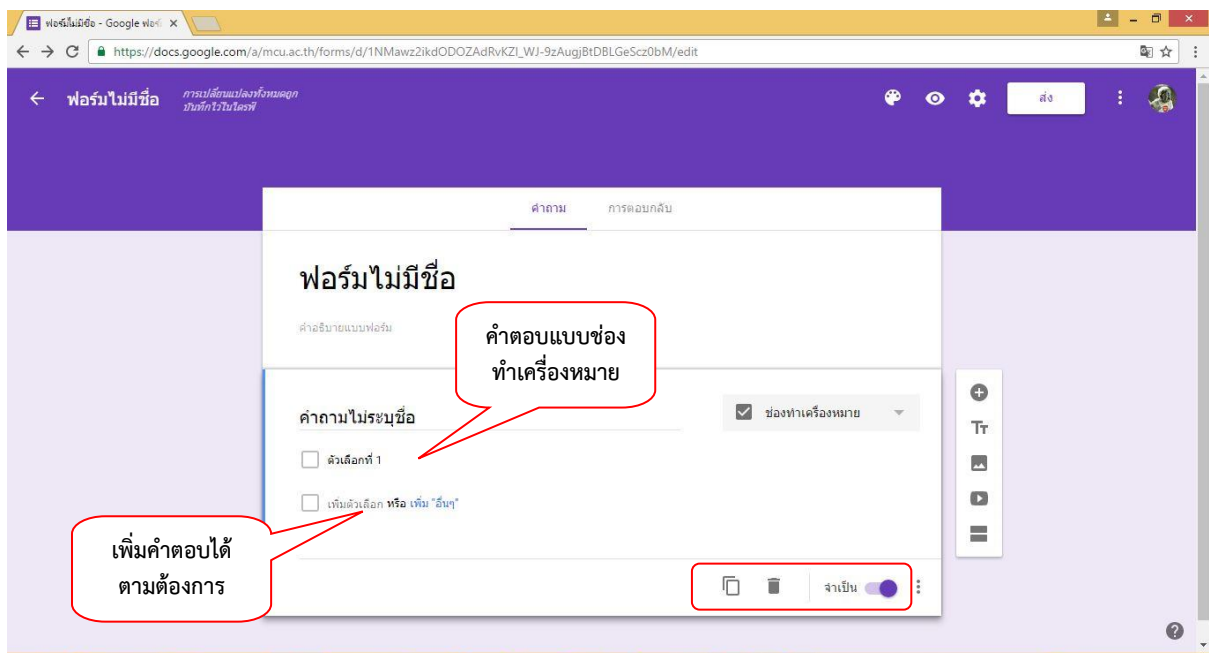 ฟอร์มไม่มีชื่อ - Google ฟอร์
https://docs.google.com/a/mcu.ac.th/forms/d/1NMawz2ikdODOZAdRvKZI_WJ-9zAugjBtDBLGeScz0bM/edit
ฟอร์มไม่มีชื่อ
การเปลี่ยนแปลงทั้งหมดถูก
บันทึกไว้ในไดรฟ์
ส่ง
คำถาม การตอบกลับ
ฟอร์มไม่มีชื่อ
คำอธิบายแบบฟอร์ม
คำตอบแบบช่อง
ทำเครื่องหมาย
คำถามไม่ระบุชื่อ
ช่องทำเครื่องหมาย
Tт
ตัวเลือกที่ 1
เพิ่มตัวเลือก หรือ เพิ่ม "อื่นๆ"
เพิ่มคำตอบได้
ตามต้องการ
จำเป็น